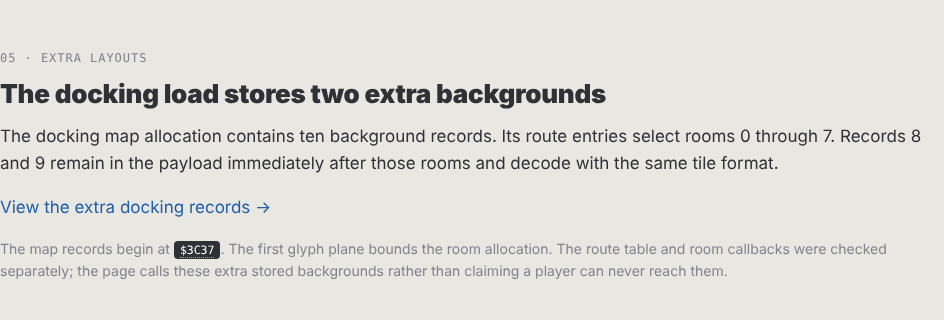 05 · EXTRA LAYOUTS
The docking load stores two extra backgrounds
The docking map allocation contains ten background records. Its route entries select rooms 0 through 7. Records 8
and 9 remain in the payload immediately after those rooms and decode with the same tile format.
View the extra docking records →
The map records begin at $3C37. The first glyph plane bounds the room allocation. The route table and room callbacks were checked
separately; the page calls these extra stored backgrounds rather than claiming a player can never reach them.